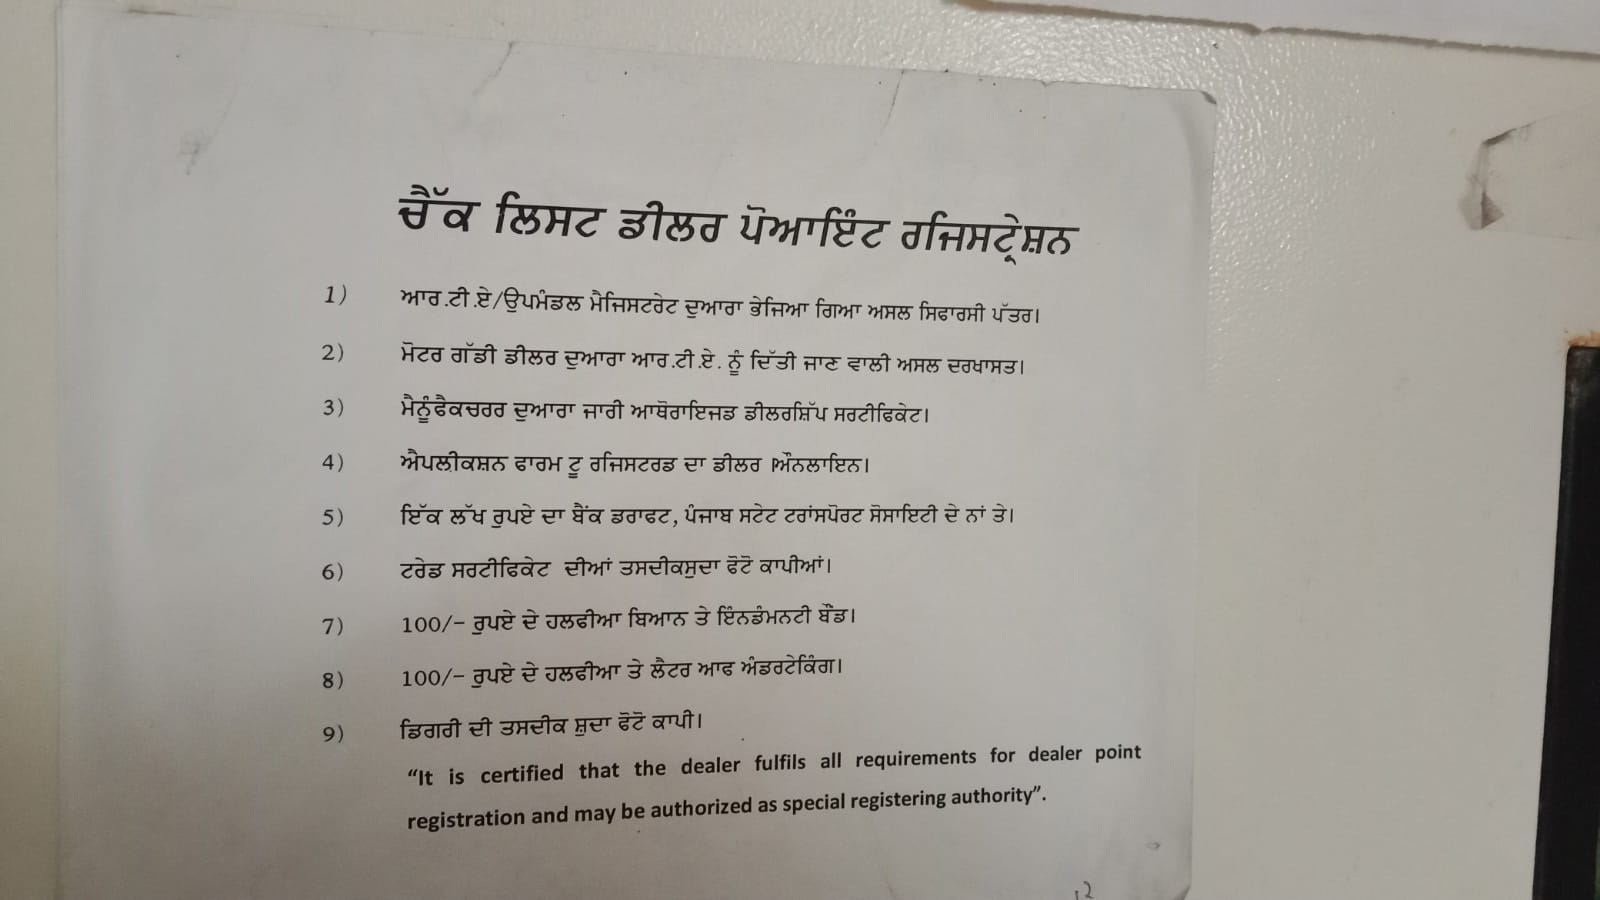 ਚੈੱਕ ਲਿਸਟ ਡੀਲਰ ਪੋਆਇੰਟ ਰਜਿਸਟ੍ਰੇਸ਼ਨ
1) ਆਰ.ਟੀ.ਏ/ਉਪਮੰਡਲ ਮੈਜਿਸਟਰੇਟ ਦੁਆਰਾ ਭੇਜਿਆ ਗਿਆ ਅਸਲ ਸਿਫਾਰਸੀ ਪੱਤਰ।
2) ਮੋਟਰ ਗੱਡੀ ਡੀਲਰ ਦੁਆਰਾ ਆਰ.ਟੀ.ਏ. ਨੂੰ ਦਿੱਤੀ ਜਾਣ ਵਾਲੀ ਅਸਲ ਦਰਖਾਸਤ।
3) ਮੈਨੂੰਫੈਕਚਰਰ ਦੁਆਰਾ ਜਾਰੀ ਆਥੋਰਾਇਜਡ ਡੀਲਰਸ਼ਿੱਪ ਸਰਟੀਫਿਕੇਟ।
4) ਐਪਲੀਕਸ਼ਨ ਫਾਰਮ ਟੂ ਰਜਿਸਟਰਡ ਦਾ ਡੀਲਰ ।ਔਨਲਾਇਨ।
5) ਇੱਕ ਲੱਖ ਰੁਪਏ ਦਾ ਬੈਂਕ ਡਰਾਫਟ, ਪੰਜਾਬ ਸਟੇਟ ਟਰਾਂਸਪੋਰਟ ਸੋਸਾਇਟੀ ਦੇ ਨਾਂ ਤੇ।
6) ਟਰੇਡ ਸਰਟੀਫਿਕੇਟ ਦੀਆਂ ਤਸਦੀਕਸੁਦਾ ਫੋਟੋ ਕਾਪੀਆਂ।
7) 100/- ਰੁਪਏ ਦੇ ਹਲਫੀਆ ਬਿਆਨ ਤੇ ਇੰਨਡੰਮਨਟੀ ਬੌਂਡ।
8) 100/- ਰੁਪਏ ਦੇ ਹਲਫੀਆ ਤੇ ਲੈਟਰ ਆਫ ਅੰਡਰਟੇਕਿੰਗ।
9) ਡਿਗਰੀ ਦੀ ਤਸਦੀਕ ਸ਼ੁਦਾ ਫੋਟੋ ਕਾਪੀ।
“It is certified that the dealer fulfils all requirements for dealer point
registration and may be authorized as special registering authority”.